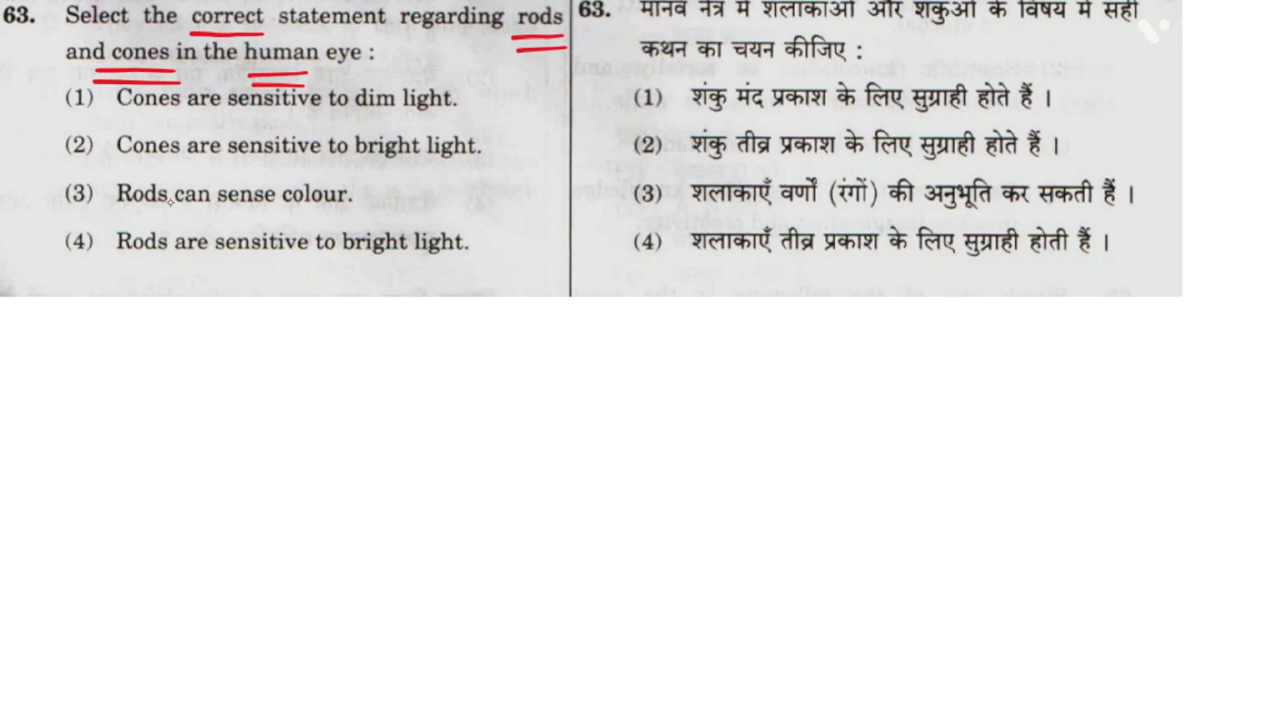 63. Select the correct statement regarding rods
and cones in the human eye :
(1) Cones are sensitive to dim light.
(2) Cones are sensitive to bright light.
(3) Rods can sense colour.
(4) Rods are sensitive to bright light.
63. मानव नेत्र में शलाकाओं और शंकुओं के विषय में सही
कथन का चयन कीजिए :
(1) शंकु मंद प्रकाश के लिए सुग्राही होते हैं ।
(2) शंकु तीव्र प्रकाश के लिए सुग्राही होते हैं ।
(3) शलाकाएँ वर्णों (रंगों) की अनुभूति कर सकती हैं ।
(4) शलाकाएँ तीव्र प्रकाश के लिए सुग्राही होती हैं ।